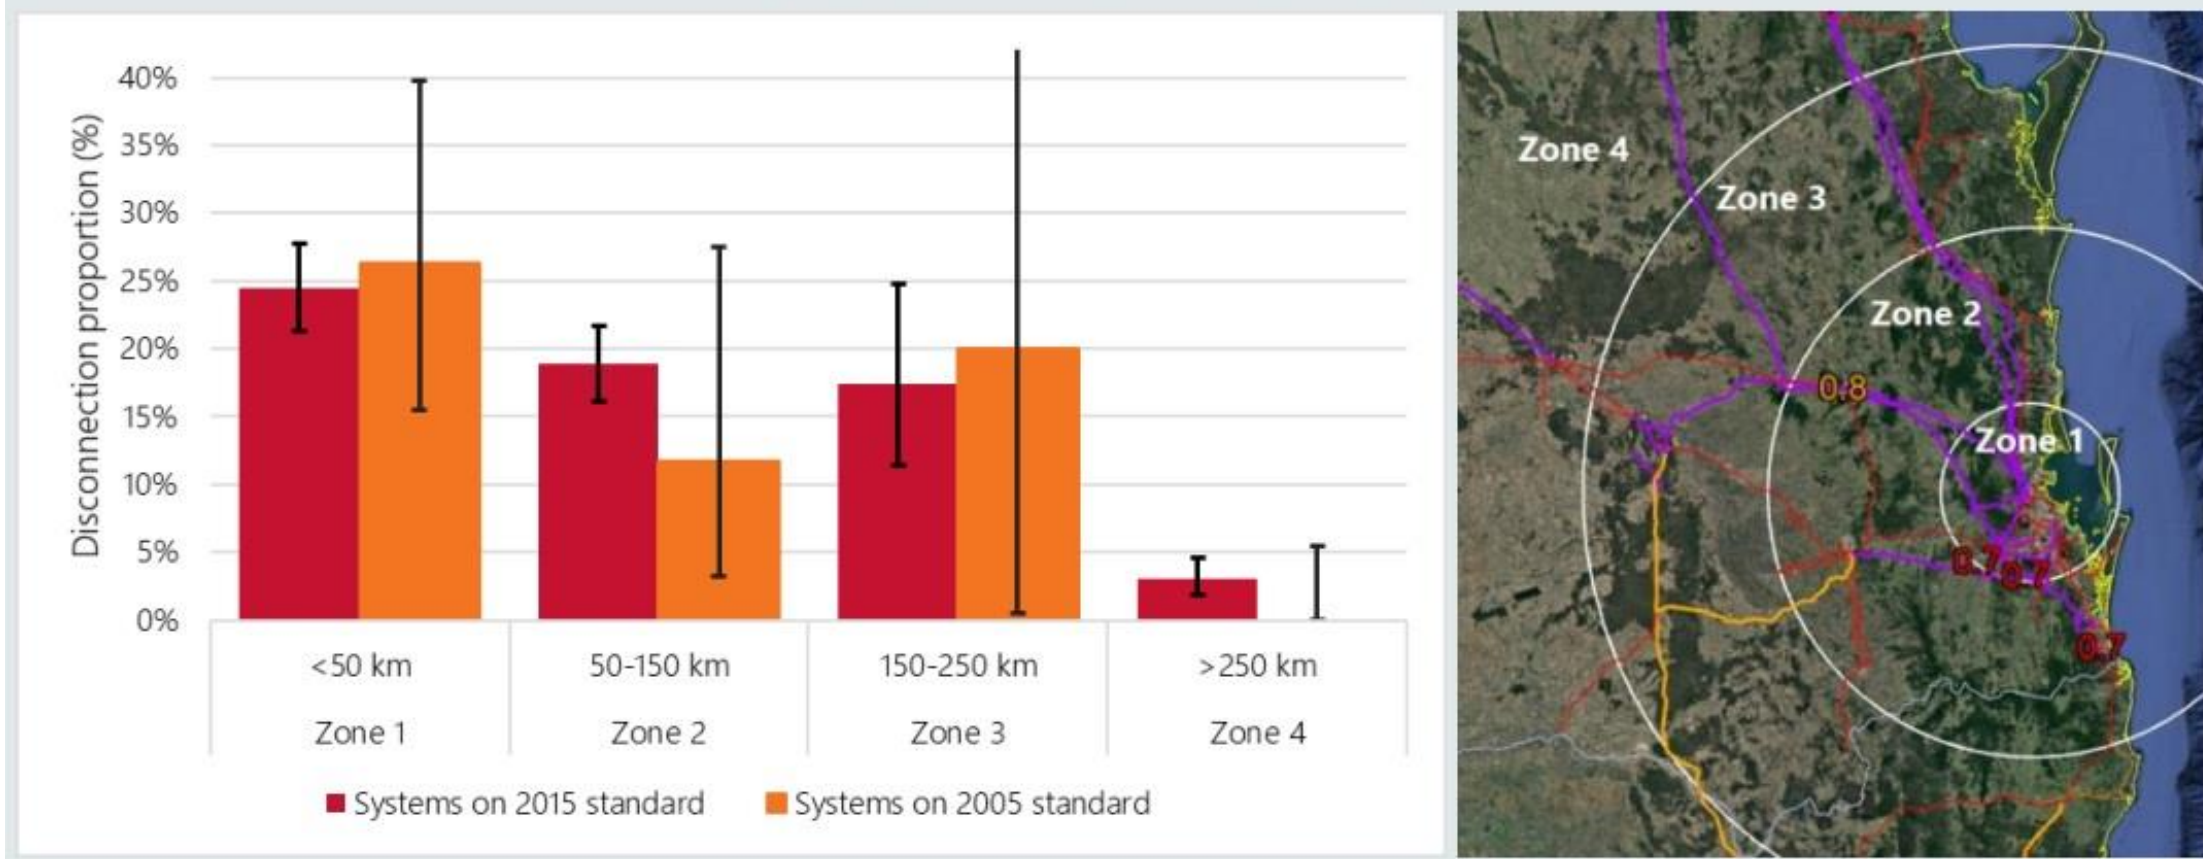 Disconnection proportion (%)
40%
35%
30%
25%
20%
15%
10%
5%
0%
<50 km
50-150 km
150-250 km
>250 km
Zone 1
Zone 2
Zone 3
Zone 4
Systems on 2015 standard
Systems on 2005 standard
Zone 4
Zone 3
Zone 2
0.8
Zone 1
0.7
0.7
0.7